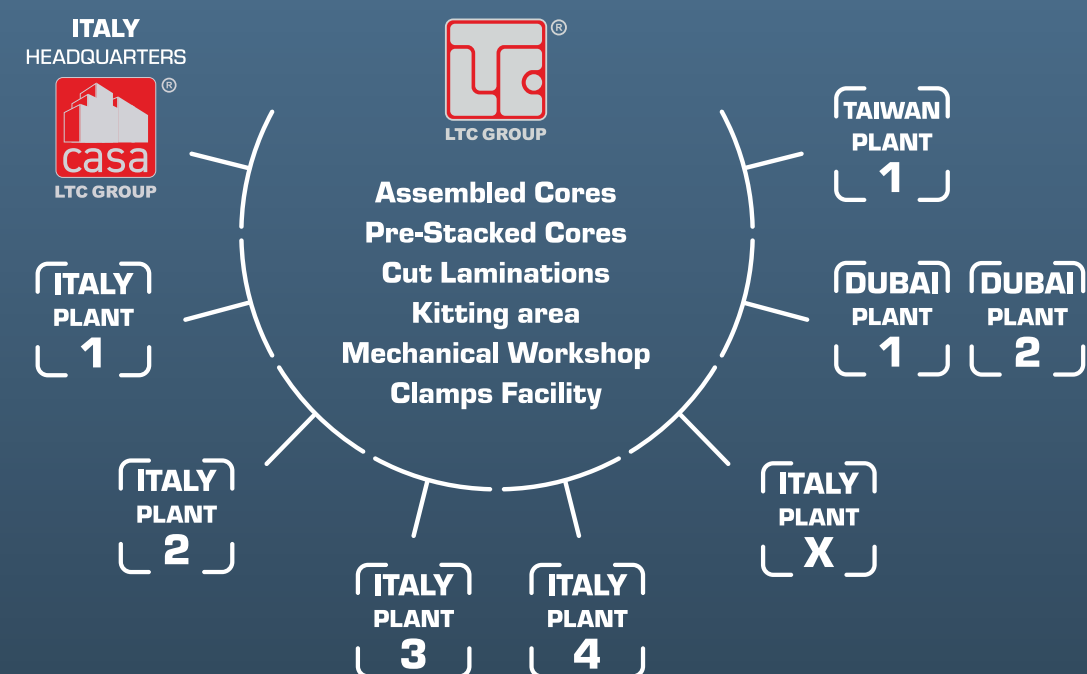 ITALY
HEADQUARTERS
casa
®
LTC GROUP
LTC
®
LTC GROUP
Assembled Cores
Pre-Stacked Cores
Cut Laminations
Kitting area
Mechanical Workshop
Clamps Facility
ITALY
PLANT
1
ITALY
PLANT
2
ITALY
PLANT
3
ITALY
PLANT
4
ITALY
PLANT
X
DUBAI
PLANT
1
DUBAI
PLANT
2
TAIWAN
PLANT
1